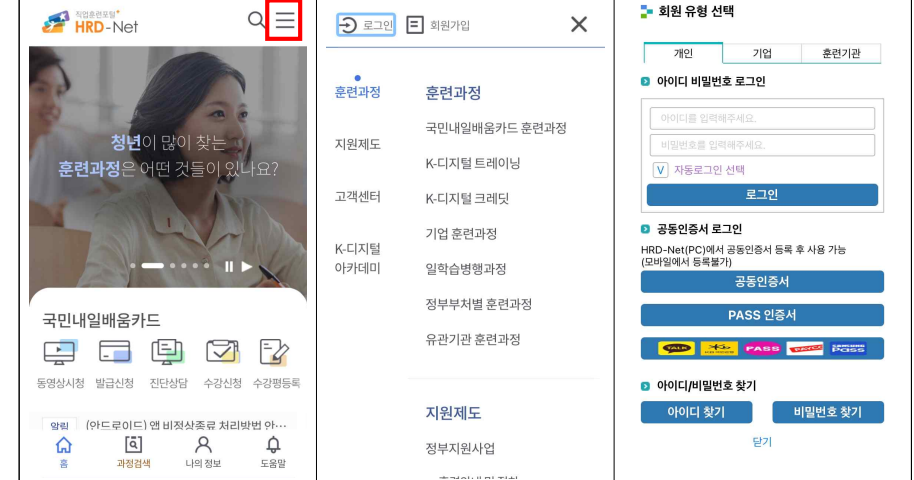 직업훈련포털
HRD-Net
청년이 많이 찾는
훈련과정은 어떤 것들이 있나요?
국민내일배움카드
동영상시청 발급신청 진단상담 수강신청 수강평등록
알림 (안드로이드) 앱 비정상종료 처리방법 안…
홈 과정검색 나의 정보 도움말
로그인 회원가입
훈련과정
지원제도
고객센터
K-디지털
아카데미
훈련과정
국민내일배움카드 훈련과정
K-디지털 트레이닝
K-디지털 크레딧
기업 훈련과정
일학습병행과정
정부부처별 훈련과정
유관기관 훈련과정
지원제도
정부지원사업
회원 유형 선택
개인 기업 훈련기관
아이디 비밀번호 로그인
아이디를 입력해주세요.
비밀번호를 입력해주세요.
V 자동로그인 선택
로그인
공동인증서 로그인
HRD-Net(PC)에서 공동인증서 등록 후 사용 가능
(모바일에서 등록불가)
공동인증서
PASS 인증서
TALK PASS PAYCO SAMSUNG Pass
아이디/비밀번호 찾기
아이디 찾기 비밀번호 찾기
닫기